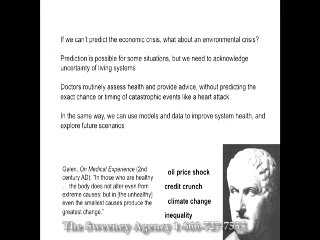 If we can't predict the economic crisis, what about an environmental crisis?
Prediction is possible for some situations, but we need to acknowledge
uncertainty of living systems
Doctors routinely assess health and provide advice, without predicting the
exact chance or timing of catastrophic events like a heart attack
In the same way, we can use models and data to improve system health, and
explore future scenarios
Galen, On Medical Experience (2nd
century AD), "In those who are healthy
… the body does not alter even from
extreme causes; but in [the unhealthy]
even the smallest causes produce the
greatest change."
oil price shock
credit crunch
climate change
inequality
The Sweeney Agency 1-866-727-7555